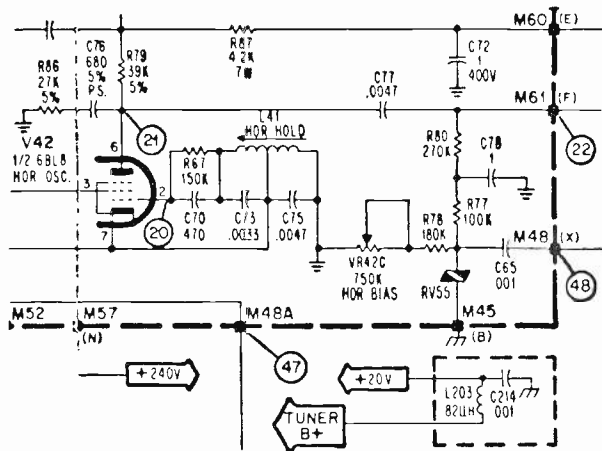 M60 (E)
R87
4.2K
7W
C76
680
5%
P.S.
R79
39K
5%
C72
1
400V
R86
27K
5%
C77
.0047
M61 (F)
21
L41
HOR HOLD
22
V42
1/2 6BL8
HOR OSC.
6
R80
270K
C78
1
R67
150K
3
2
R77
100K
20
C70
470
C73
.0033
C75
.0047
R78
180K
M48 (X)
7
VR42C
750K
HOR BIAS
RV55
C65
001
48
M52
M57
(N)
M48A
M45
(B)
47
+240V
+20V
L203
82UH
C214
001
TUNER
B+